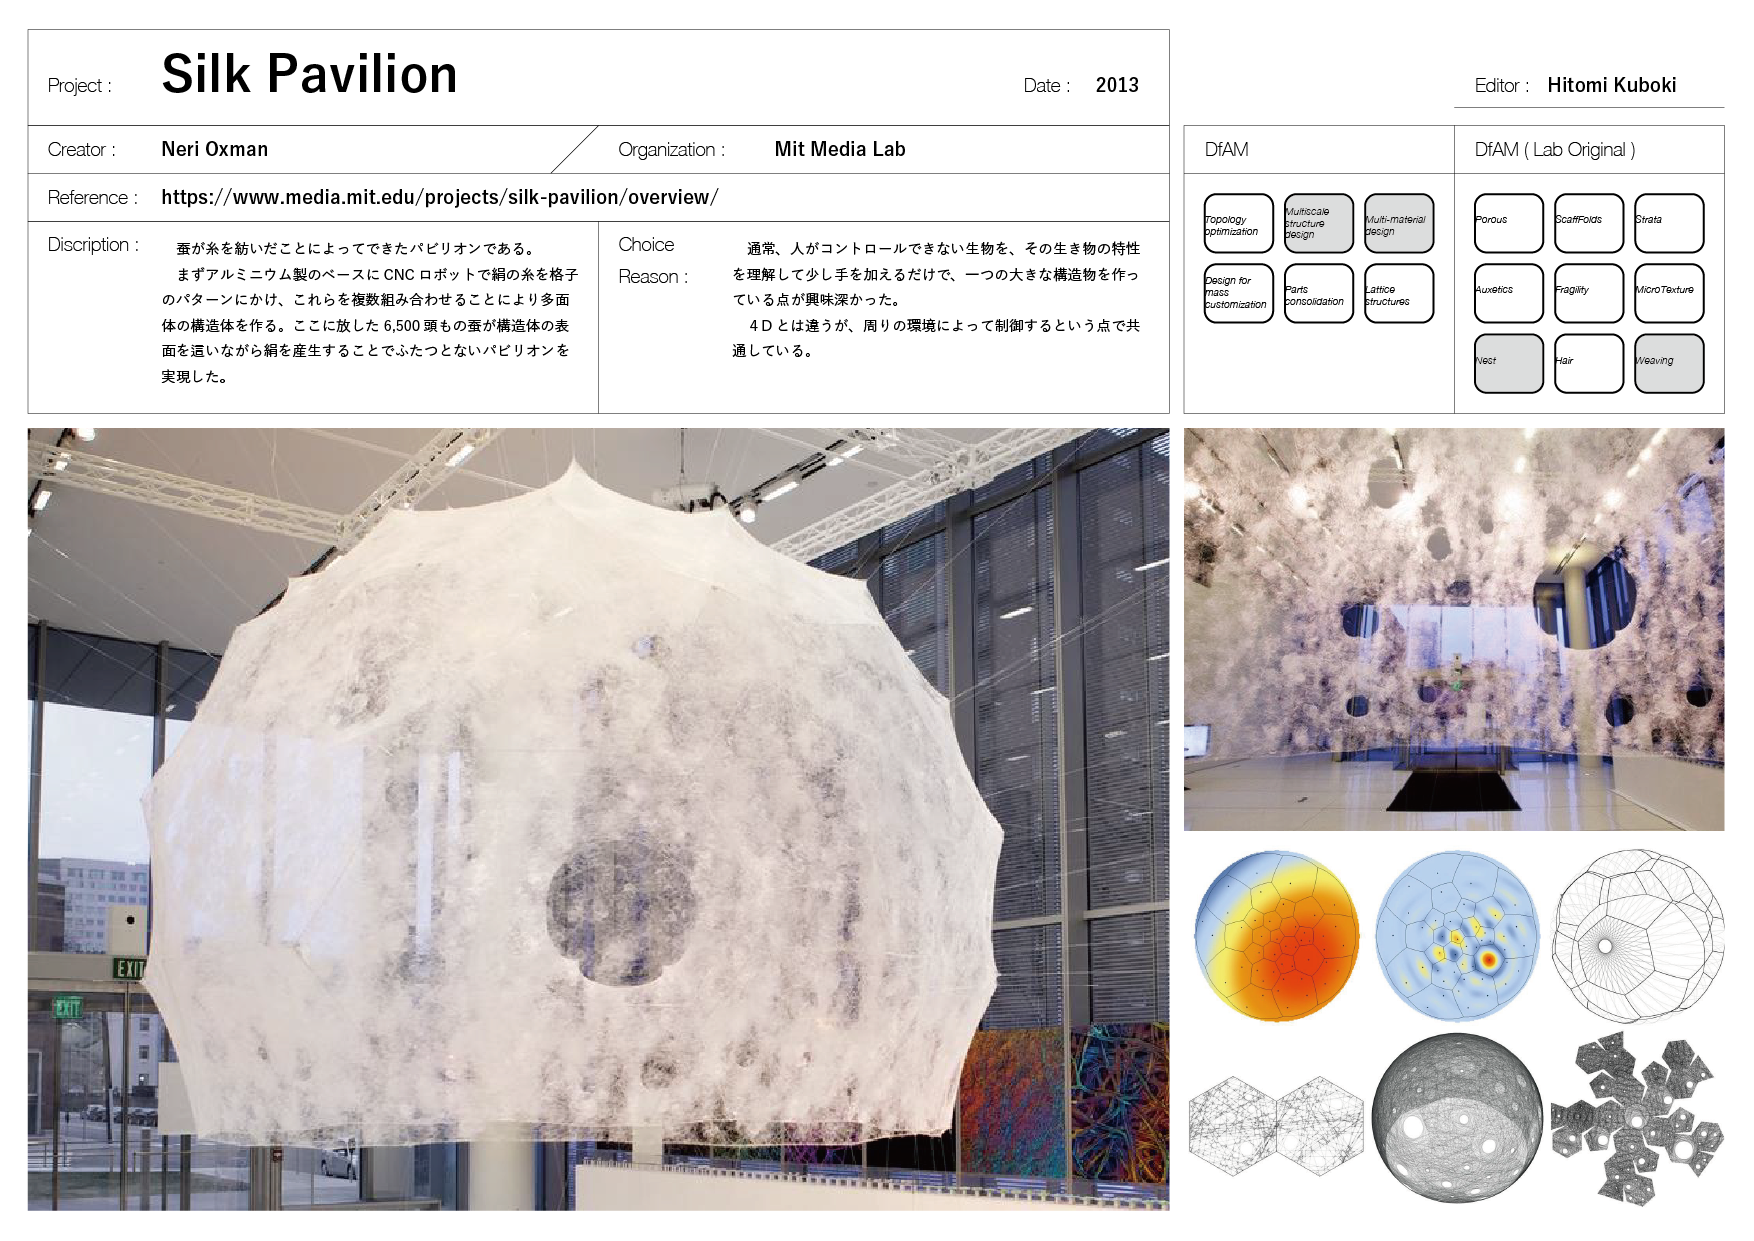 Project :
Silk Pavilion
Date :
2013
Editor :
Hitomi Kuboki
Creator :
Neri Oxman
Organization :
Mit Media Lab
Reference :
https://www.media.mit.edu/projects/silk-pavilion/overview/
Discription :
蚕が糸を紡いだことによってできたパビリオンである。
まずアルミニウム製のベースに CNC ロボットで絹の糸を格子
のパターンにかけ、これらを複数組み合わせることにより多面
体の構造体を作る。ここに放した 6,500 頭もの蚕が構造体の表
面を這いながら絹を産生することでふたつとないパビリオンを
実現した。
Choice
Reason :
通常、人がコントロールできない生物を、その生き物の特性
を理解して少し手を加えるだけで、一つの大きな構造物を作っ
ている点が興味深かった。
４D とは違うが、周りの環境によって制御するという点で共
通している。
DfAM
Topology
optimization
Multiscale
structure
design
Multi-material
design
Design for
mass
customization
Parts
consolidation
Lattice
structures
DfAM ( Lab Original )
Porous
ScaffFolds
Strata
Auxetics
Fragility
MicroTexture
Nest
Hair
Weaving
EXIT
EXIT